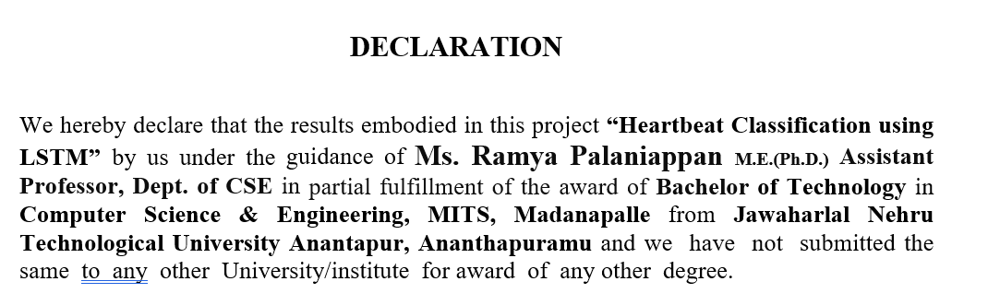 DECLARATION
We hereby declare that the results embodied in this project “Heartbeat Classification using
LSTM” by us under the guidance of Ms. Ramya Palaniappan M.E.(Ph.D.) Assistant
Professor, Dept. of CSE in partial fulfillment of the award of Bachelor of Technology in
Computer Science & Engineering, MITS, Madanapalle from Jawaharlal Nehru
Technological University Anantapur, Ananthapuramu and we have not submitted the
same to any other University/institute for award of any other degree.